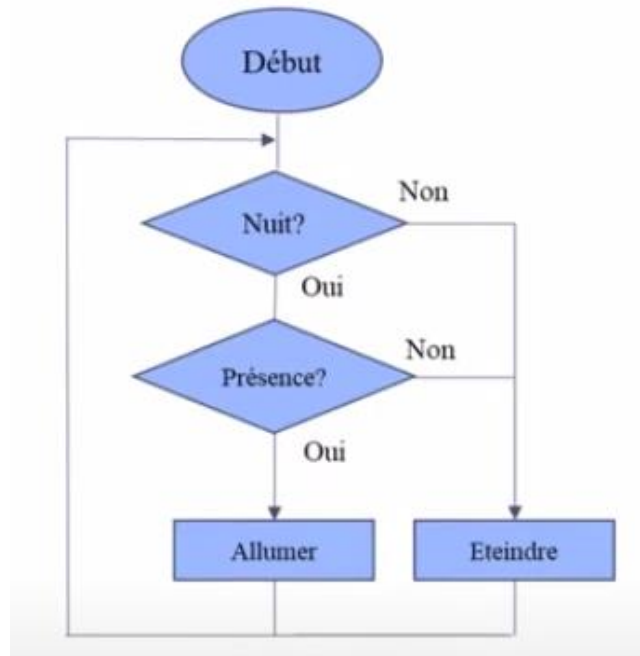 Début
Non
Nuit?
Oui
Non
Présence?
Oui
Allumer
Eteindre